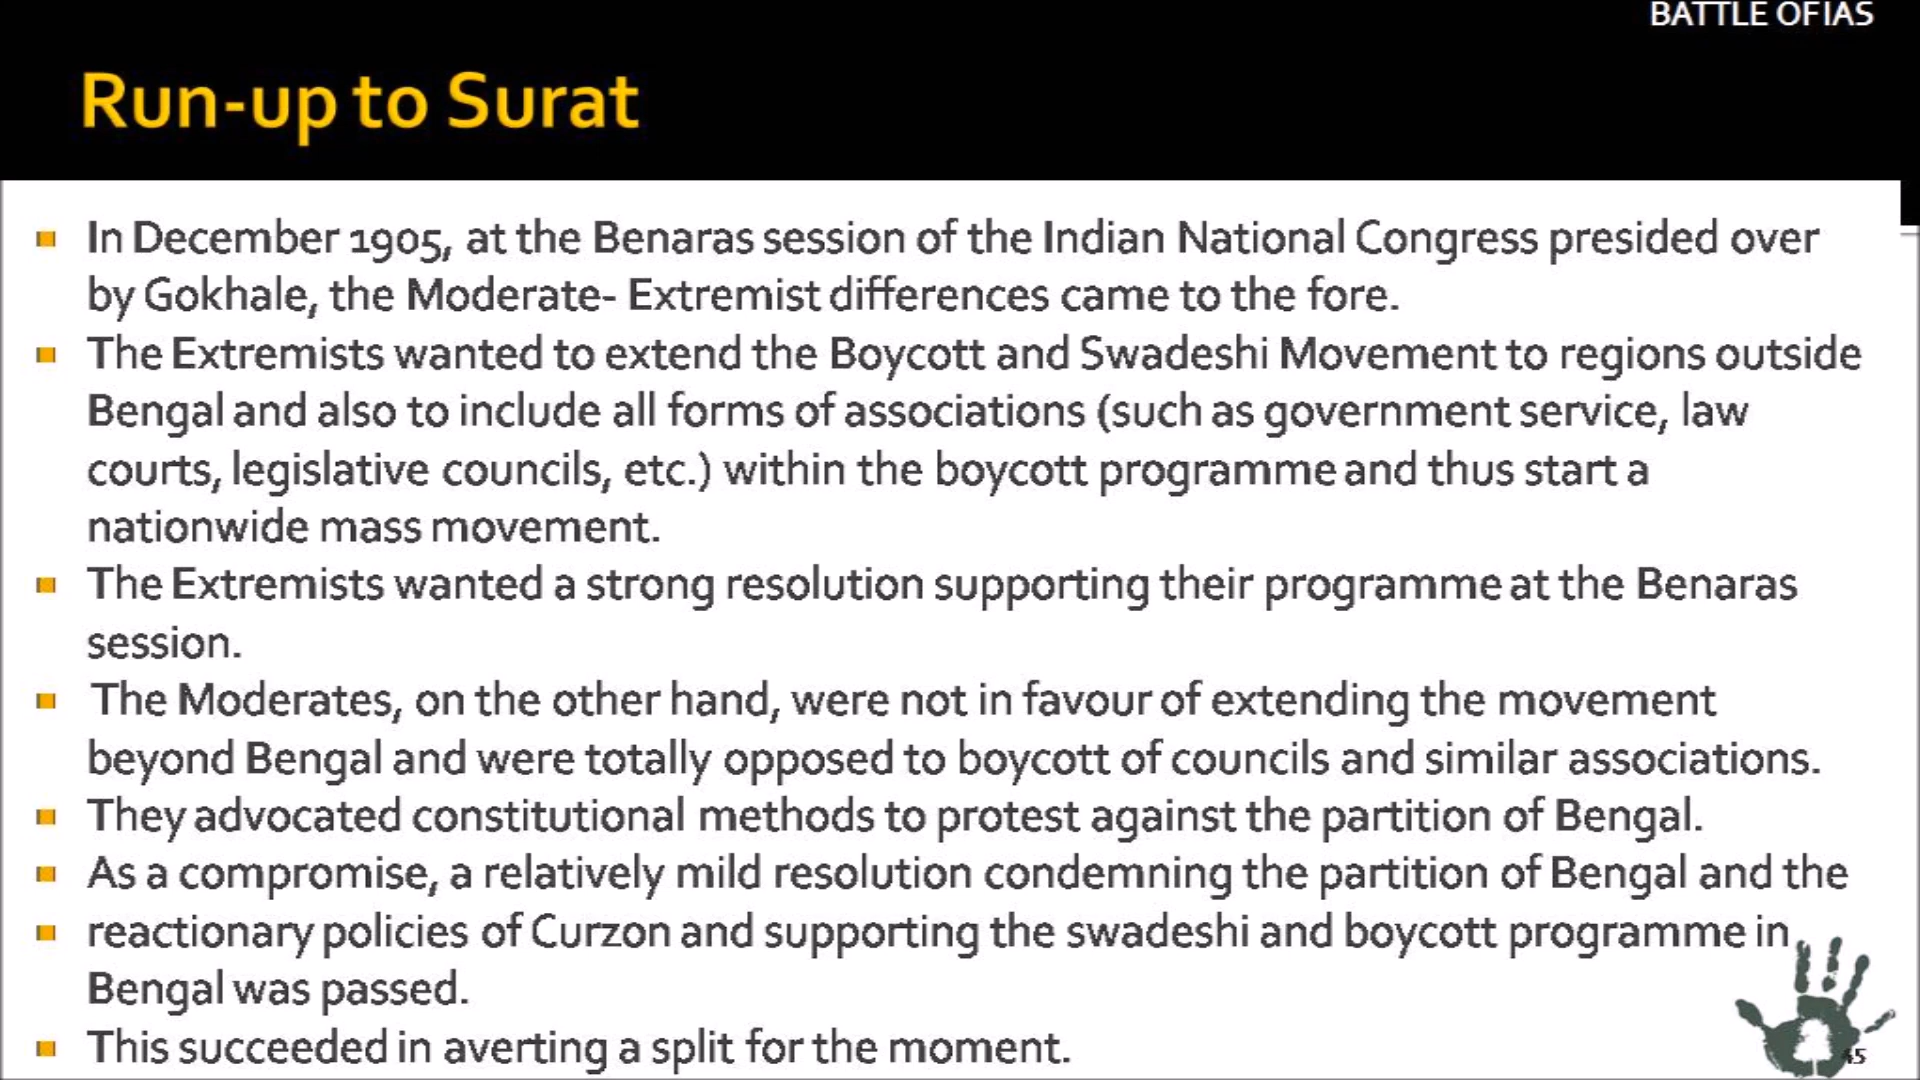 BATTLE OF IAS
Run-up to Surat
In December 1905, at the Benaras session of the Indian National Congress presided over
by Gokhale, the Moderate- Extremist differences came to the fore.
The Extremists wanted to extend the Boycott and Swadeshi Movement to regions outside
Bengal and also to include all forms of associations (such as government service, law
courts, legislative councils, etc.) within the boycott programme and thus start a
nationwide mass movement.
The Extremists wanted a strong resolution supporting their programme at the Benaras
session.
The Moderates, on the other hand, were not in favour of extending the movement
beyond Bengal and were totally opposed to boycott of councils and similar associations.
They advocated constitutional methods to protest against the partition of Bengal.
As a compromise, a relatively mild resolution condemning the partition of Bengal and the
reactionary policies of Curzon and supporting the swadeshi and boycott programme in
Bengal was passed.
This succeeded in averting a split for the moment.
45